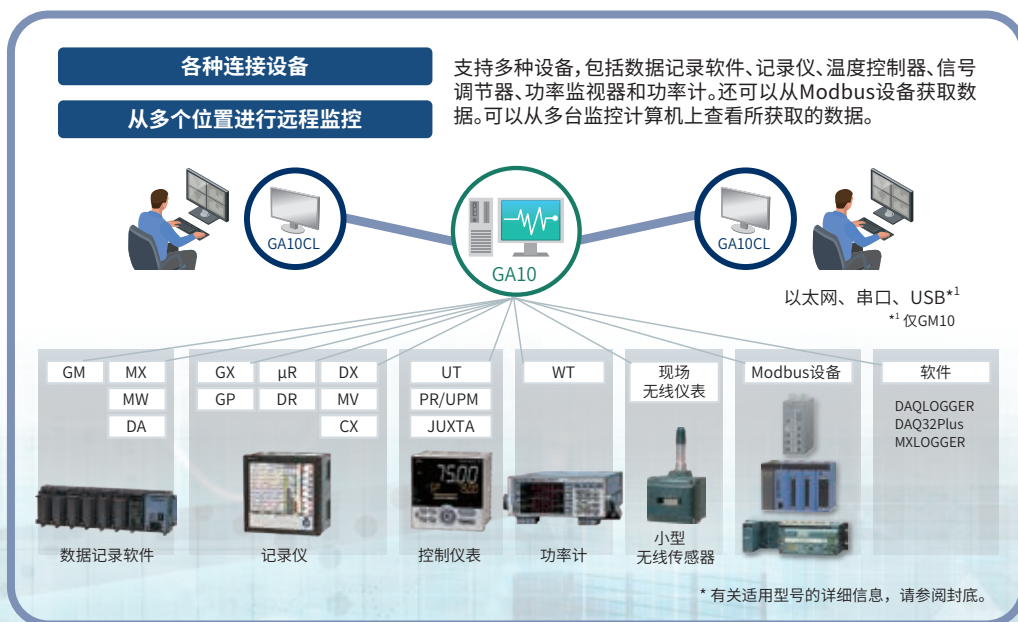 各种连接设备
从多个位置进行远程监控
支持多种设备，包括数据记录软件、记录仪、温度控制器、信号
调节器、功率监视器和功率计。还可以从Modbus设备获取数
据。可以从多台监控计算机上查看所获取的数据。
GA10CL
GA10
GA10CL
以太网、串口、USB*1
*1 仅GM10
GM
MX
MW
DA
数据记录软件
GX
µR
DX
GP
DR
MV
CX
记录仪
UT
PR/UPM
JUXTA
7500
控制仪表
WT
功率计
现场
无线仪表
小型
无线传感器
Modbus设备
软件
DAQLOGGER
DAQ32Plus
MXLOGGER
* 有关适用型号的详细信息，请参阅封底。